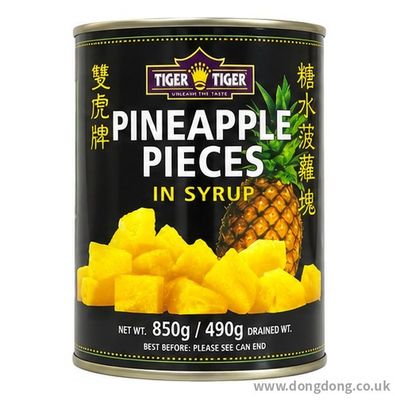 TIGER TIGER
UNLEASH THE TASTE
雙虎牌
糖水菠蘿塊
PINEAPPLE
PIECES
IN SYRUP
NET WT. 850g / 490g DRAINED WT.
BEST BEFORE: PLEASE SEE CAN END
www.dongdong.co.uk